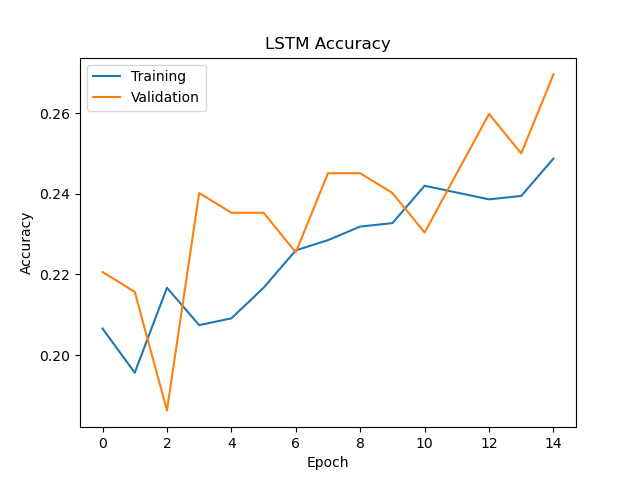 LSTM Accuracy
Training
Validation
Accuracy
0.26
0.24
0.22
0.20
0 2 4 6 8 10 12 14
Epoch